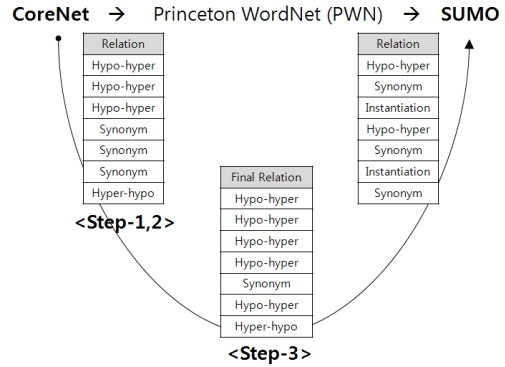 CoreNet → Princeton WordNet (PWN) → SUMO
Relation
Hypo-hyper
Hypo-hyper
Hypo-hyper
Synonym
Synonym
Synonym
Hyper-hypo
<Step-1,2>
Relation
Hypo-hyper
Synonym
Instantiation
Hypo-hyper
Synonym
Instantiation
Synonym
Final Relation
Hypo-hyper
Hypo-hyper
Hypo-hyper
Hypo-hyper
Synonym
Hypo-hyper
Hyper-hypo
<Step-3>